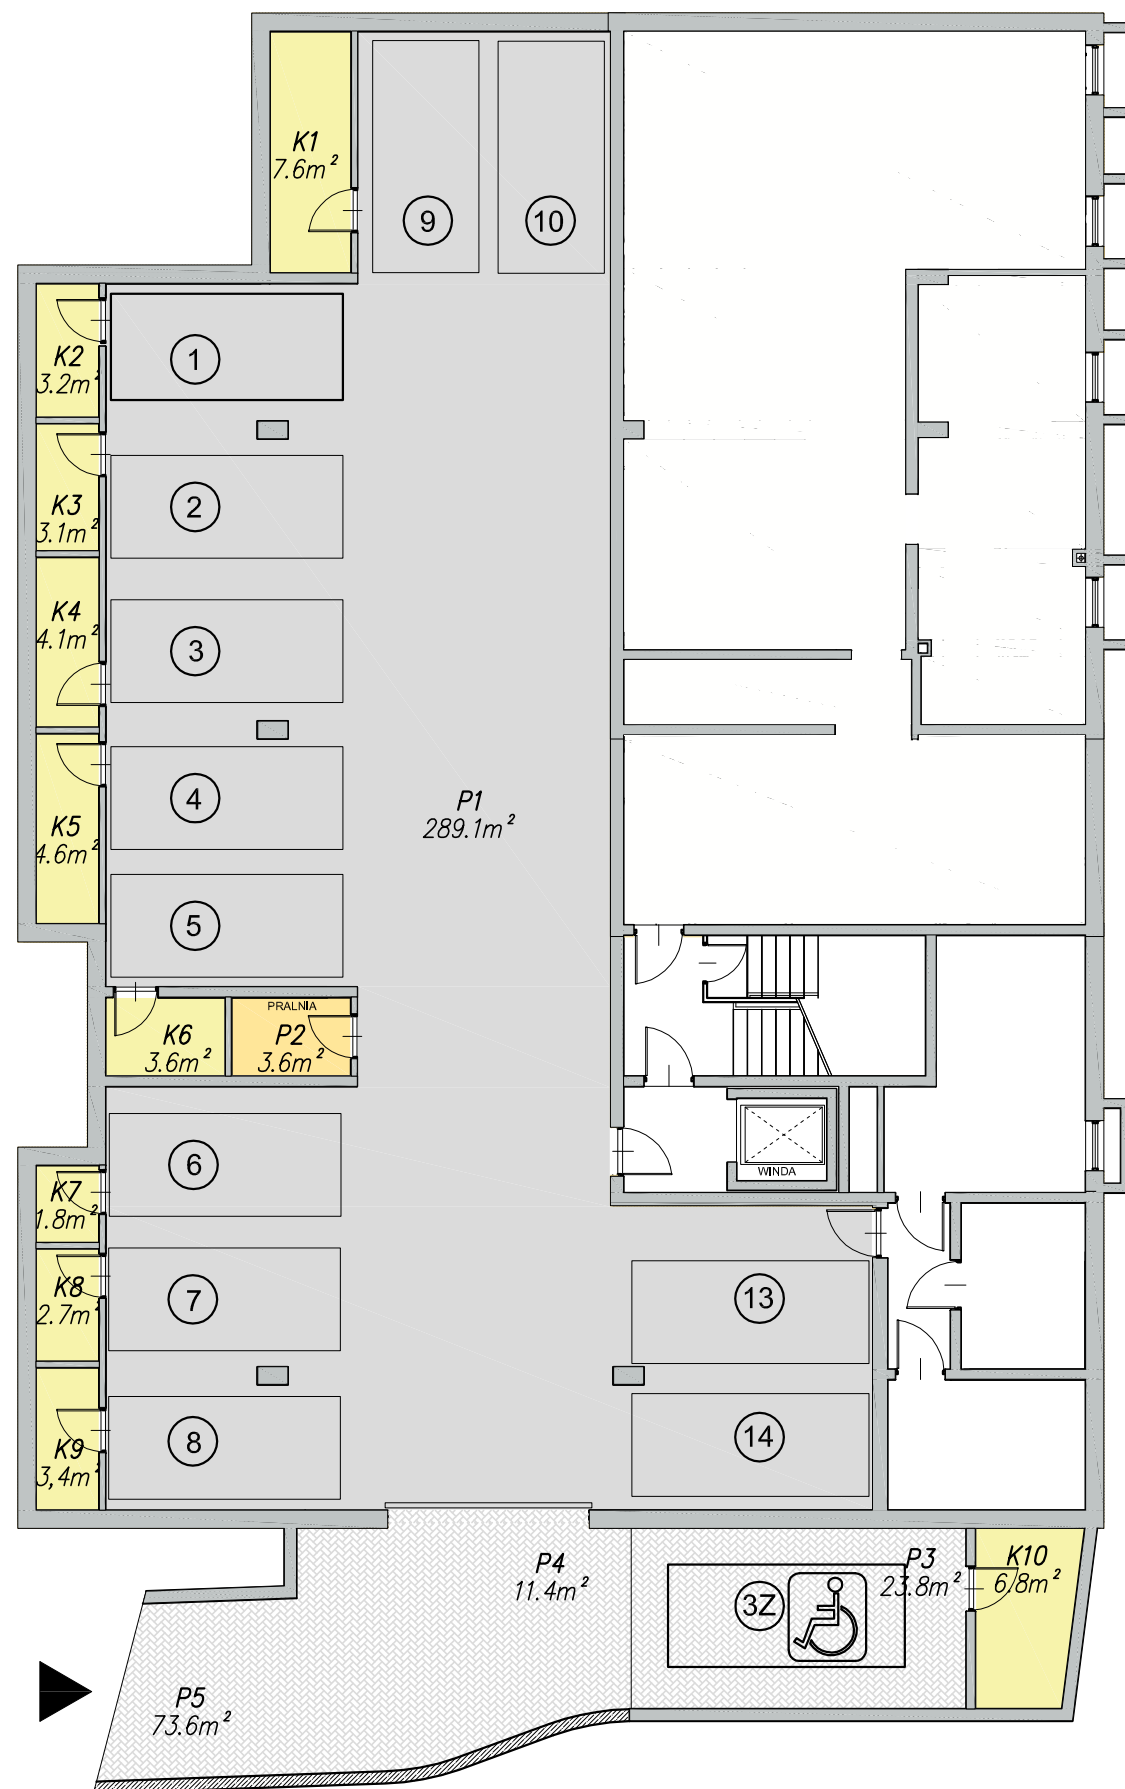 K1
7.6m²
9
10
1
K2
3.2m²
2
K3
3.1m²
3
K4
4.1m²
4
P1
289.1m²
K5
4.6m²
5
PRALNIA
K6
3.6m²
P2
3.6m²
6
WINDA
K7
1.8m²
K8
2.7m²
7
13
8
14
K9
3,4m²
P4
11.4m²
P3
23.8m²
K10
6.8m²
3Z
P5
73.6m²